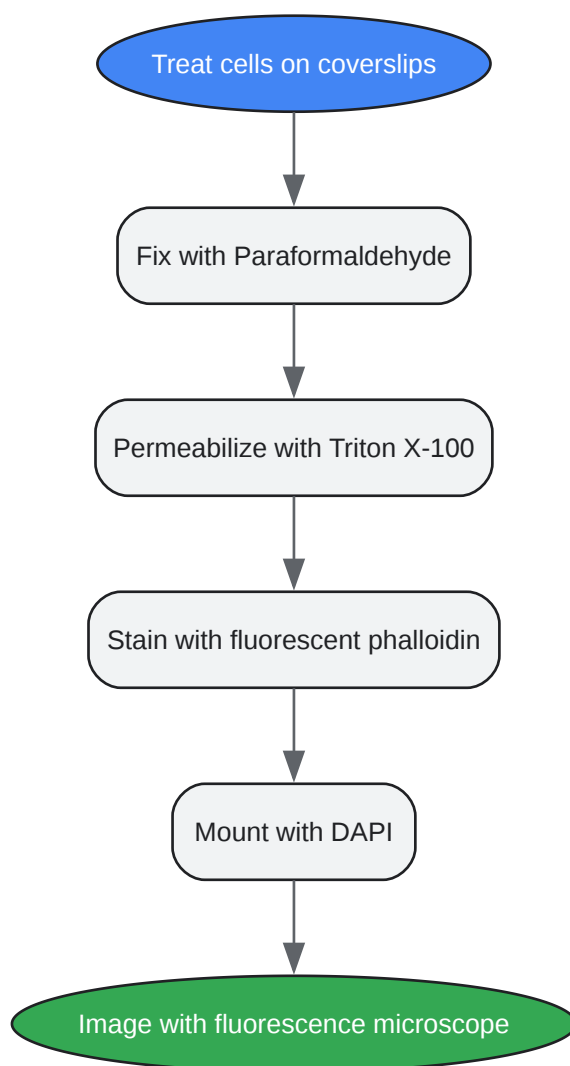 Treat cells on coverslips
Fix with Paraformaldehyde
Permeabilize with Triton X-100
Stain with fluorescent phalloidin
Mount with DAPI
Image with fluorescence microscope